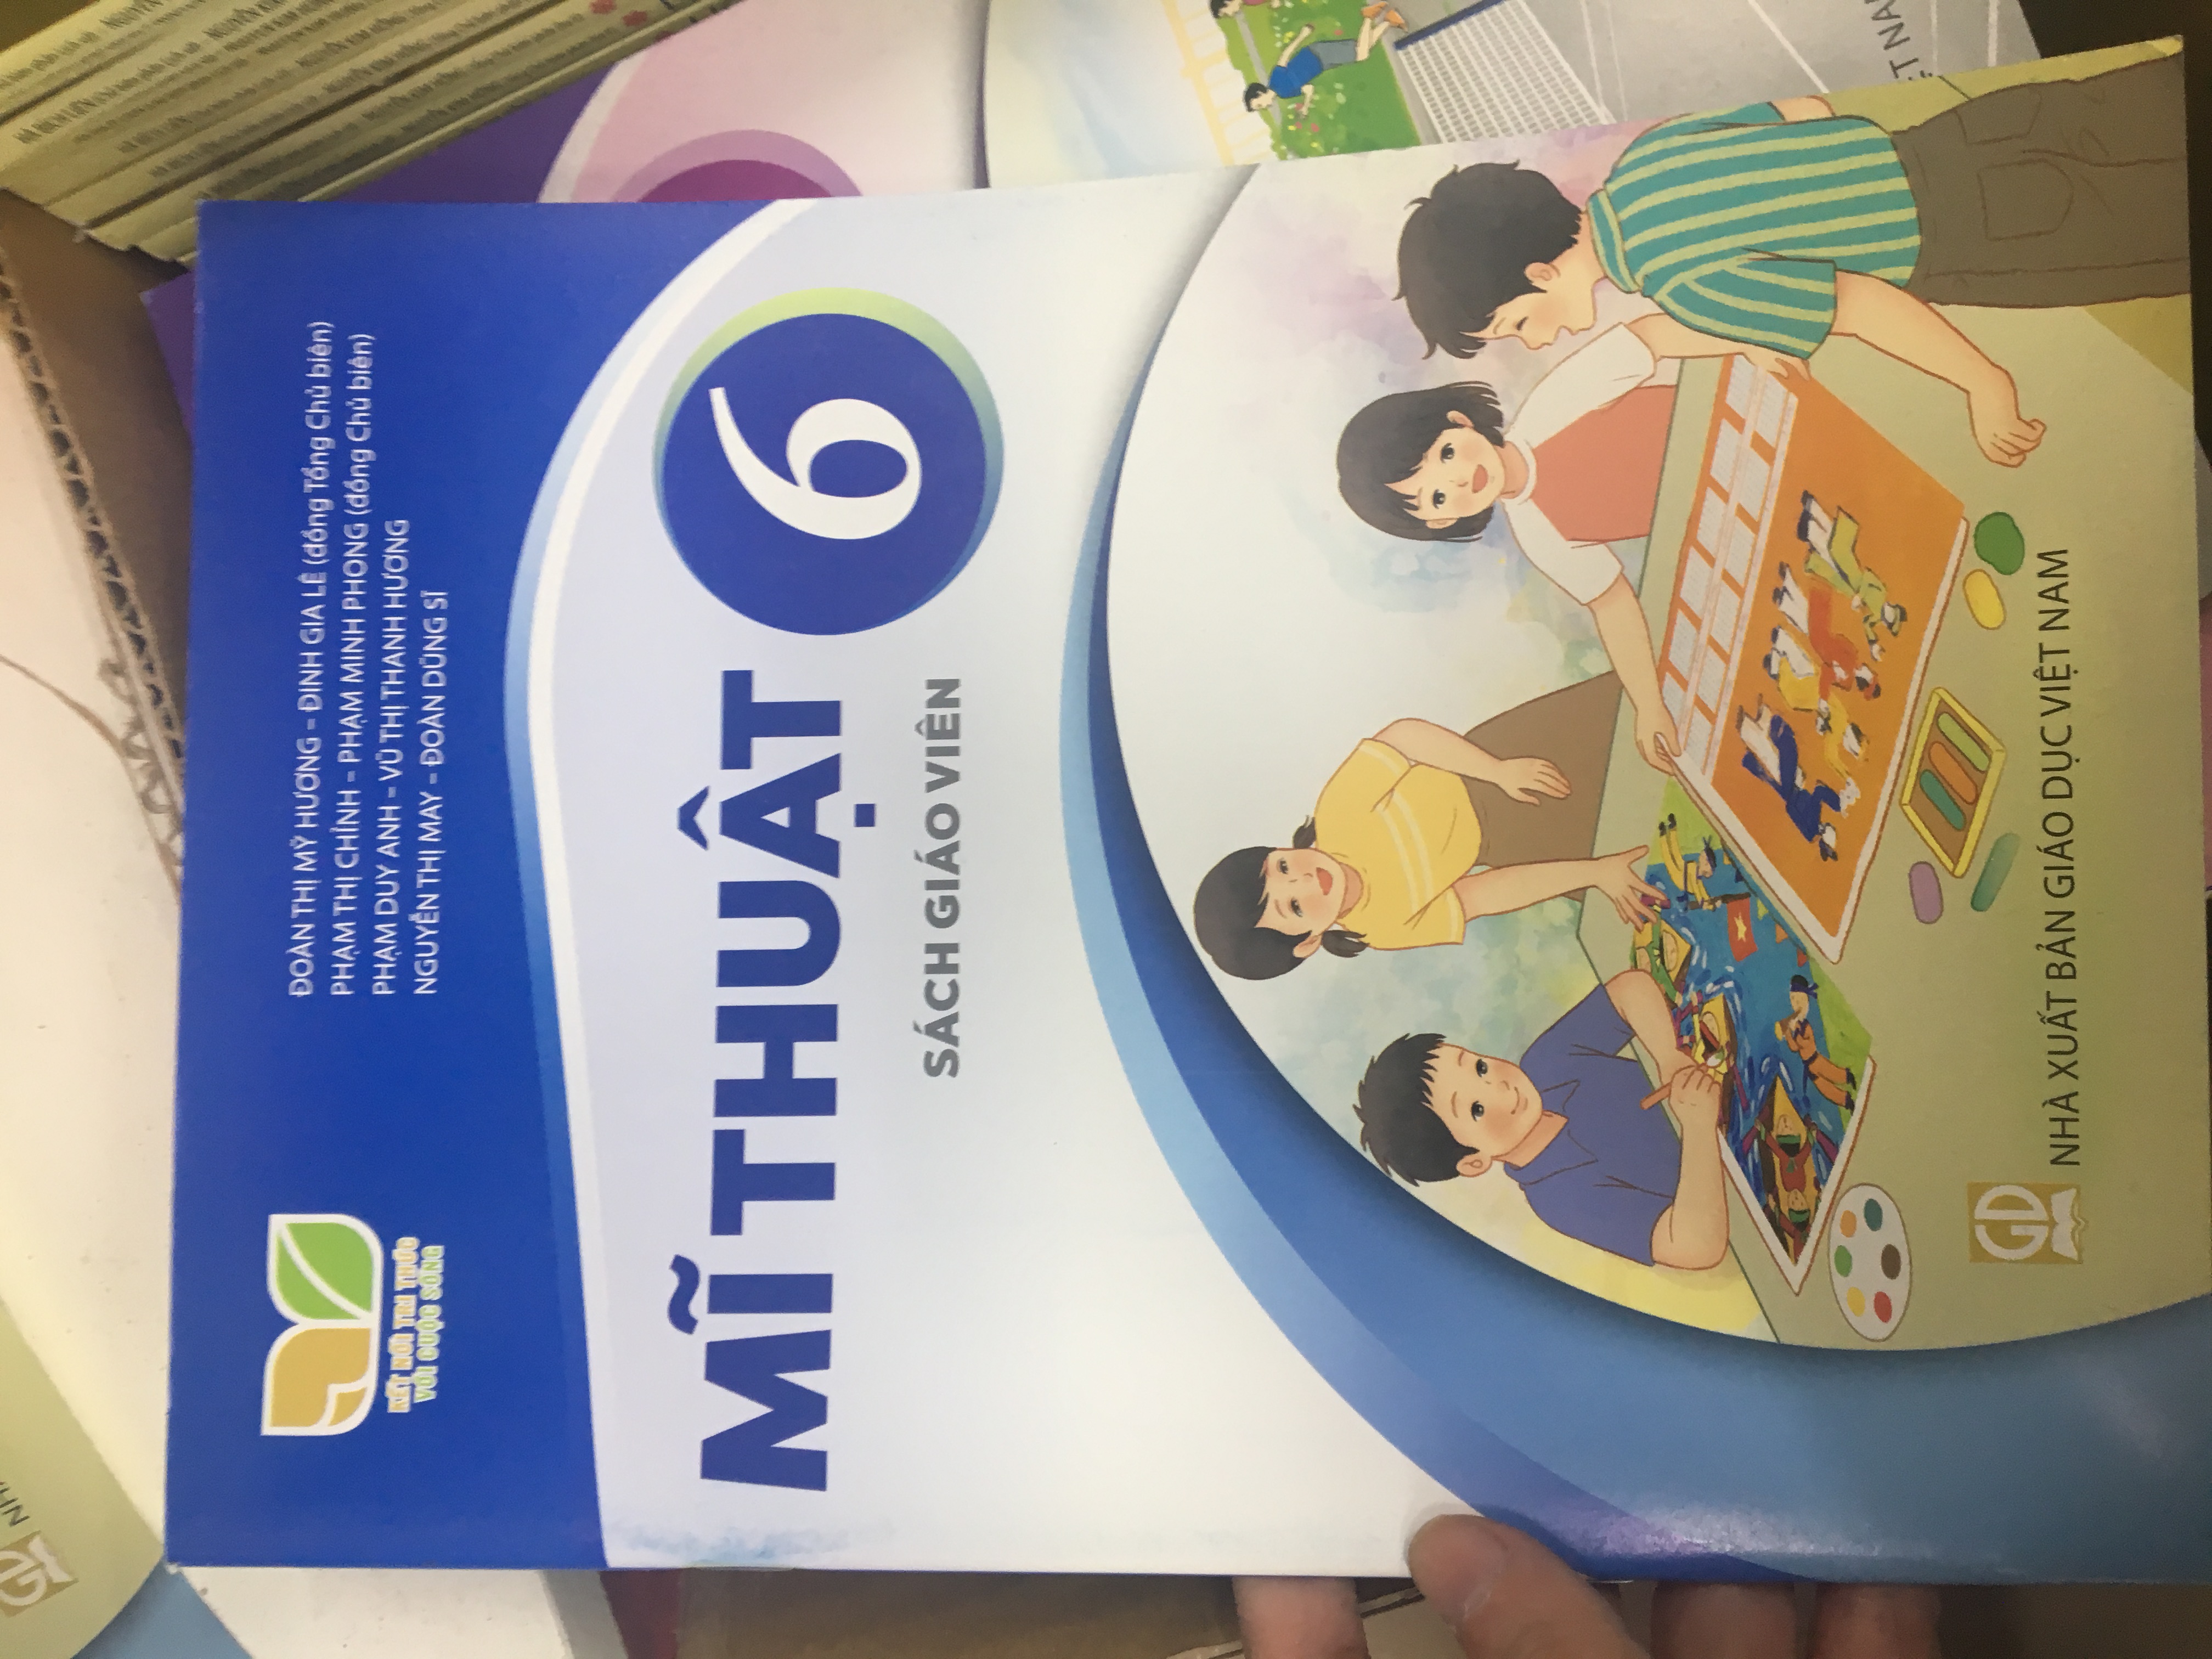 KẾT NỐI TRI THỨC
VỚI CUỘC SỐNG
ĐOÀN THỊ MỸ HƯƠNG – ĐINH GIA LÊ (đồng Tổng Chủ biên)
PHẠM THỊ CHỈNH – PHẠM MINH PHONG (đồng Chủ biên)
PHẠM DUY ANH – VŨ THỊ THANH HƯƠNG
NGUYỄN THỊ MAY – ĐOÀN DŨNG SĨ
MĨ THUẬT 6
SÁCH GIÁO VIÊN
GD
NHÀ XUẤT BẢN GIÁO DỤC VIỆT NAM